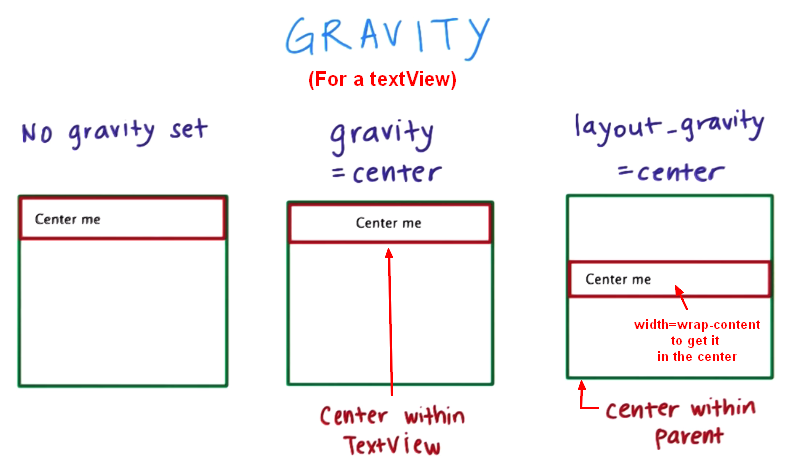 GRAVITY
(For a textView)
No gravity set
Center me
gravity
= center
Center me
Center within
TextView
layout_gravity
= center
Center me
width=wrap-content
to get it
in the center
center within
parent